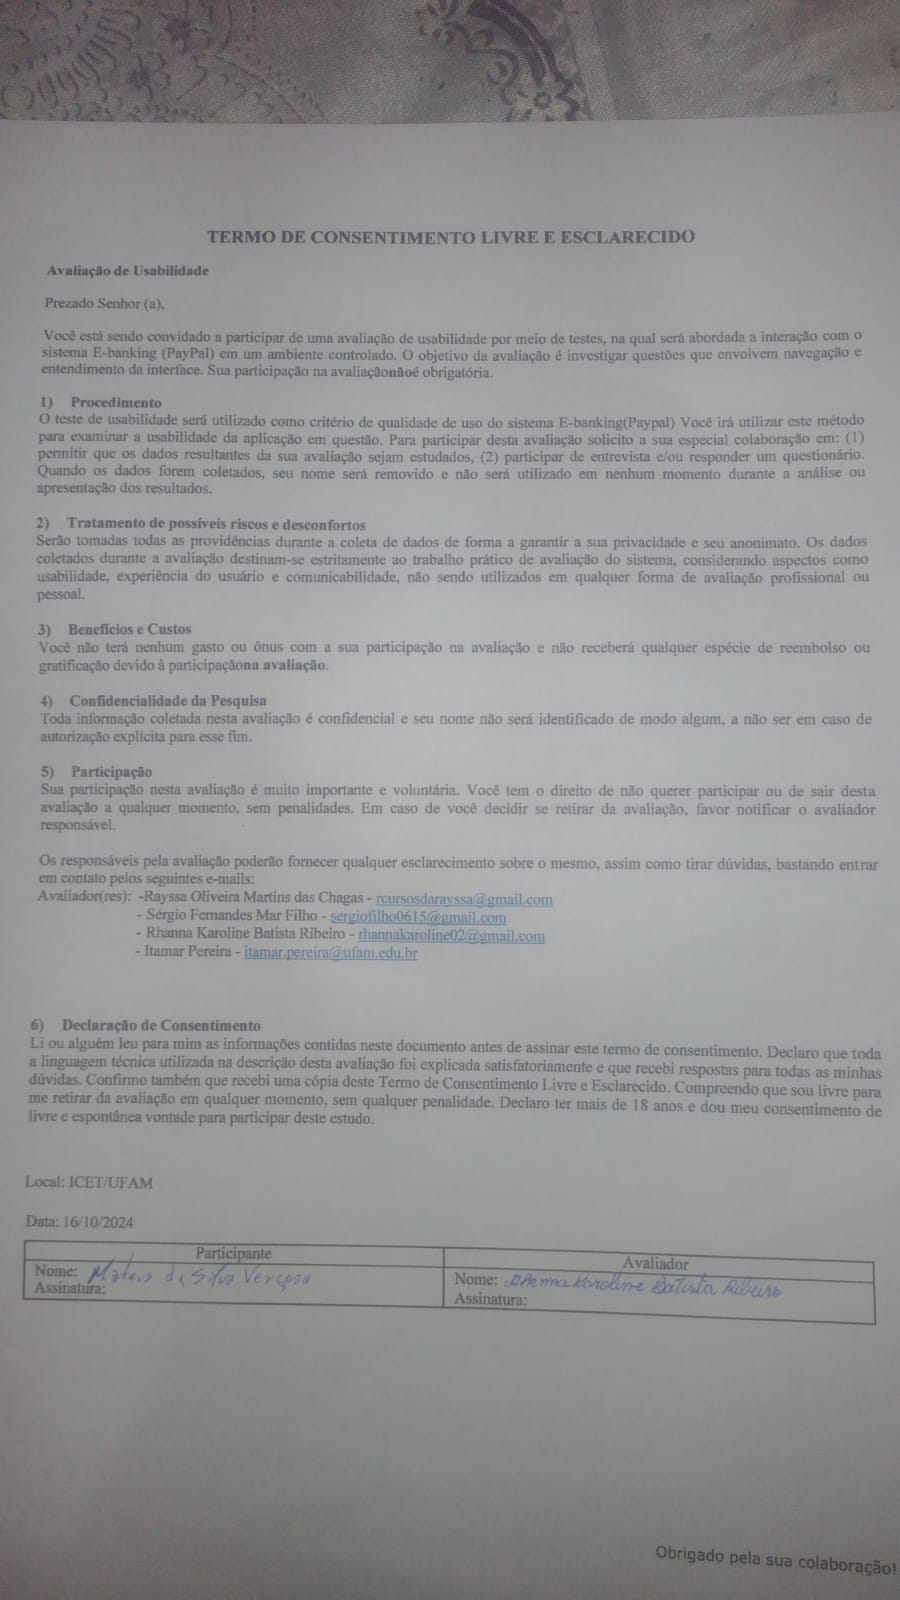 TERMO DE CONSENTIMENTO LIVRE E ESCLARECIDO
Avaliação de Usabilidade
Prezado Senhor (a),
Você está sendo convidado a participar de uma avaliação de usabilidade por meio de testes, na qual será abordada a interação com o
sistema E-banking (PayPal) em um ambiente controlado. O objetivo da avaliação é investigar questões que envolvem navegação e
entendimento da interface. Sua participação na avaliaçãonãoé obrigatória.
1) Procedimento
O teste de usabilidade será utilizado como critério de qualidade de uso do sistema E-banking(Paypal) Você irá utilizar este método
para examinar a usabilidade da aplicação em questão. Para participar desta avaliação solicito a sua especial colaboração em: (1)
permitir que os dados resultantes da sua avaliação sejam estudados, (2) participar de entrevista e/ou responder um questionário.
Quando os dados forem coletados, seu nome será removido e não será utilizado em nenhum momento durante a análise ou
apresentação dos resultados.
2) Tratamento de possíveis riscos e desconfortos
Serão tomadas todas as providências durante a coleta de dados de forma a garantir a sua privacidade e seu anonimato. Os dados
coletados durante a avaliação destinam-se estritamente ao trabalho prático de avaliação do sistema, considerando aspectos como
usabilidade, experiência do usuário e comunicabilidade, não sendo utilizados em qualquer forma de avaliação profissional ou
pessoal.
3) Benefícios e Custos
Você não terá nenhum gasto ou ônus com a sua participação na avaliação e não receberá qualquer espécie de reembolso ou
gratificação devido à participaçãona avaliação.
4) Confidencialidade da Pesquisa
Toda informação coletada nesta avaliação é confidencial e seu nome não será identificado de modo algum, a não ser em caso de
autorização explícita para esse fim.
5) Participação
Sua participação nesta avaliação é muito importante e voluntária. Você tem o direito de não querer participar ou de sair desta
avaliação a qualquer momento, sem penalidades. Em caso de você decidir se retirar da avaliação, favor notificar o avaliador
responsável.
Os responsáveis pela avaliação poderão fornecer qualquer esclarecimento sobre o mesmo, assim como tirar dúvidas, bastando entrar
em contato pelos seguintes e-mails:
Avaliador(res): -Rayssa Oliveira Martins das Chagas - rcursosdarayssa@gmail.com
- Sérgio Fernandes Mar Filho - sergiofilho0615@gmail.com
- Rhanna Karoline Batista Ribeiro - rhannakaroline02@gmail.com
- Itamar Pereira - itamar.pereira@ufam.edu.br
6) Declaração de Consentimento
Li ou alguém leu para mim as informações contidas neste documento antes de assinar este termo de consentimento. Declaro que toda
a linguagem técnica utilizada na descrição desta avaliação foi explicada satisfatoriamente e que recebi respostas para todas as minhas
dúvidas. Confirmo também que recebi uma cópia deste Termo de Consentimento Livre e Esclarecido. Compreendo que sou livre para
me retirar da avaliação em qualquer momento, sem qualquer penalidade. Declaro ter mais de 18 anos e dou meu consentimento de
livre e espontânea vontade para participar deste estudo.
Local: ICET/UFAM
Data: 16/10/2024
Participante
Nome: Mateus da Silva Verçosa
Assinatura:
Avaliador
Nome: Rhanna Karoline Batista Ribeiro
Assinatura:
Obrigado pela sua colaboração!